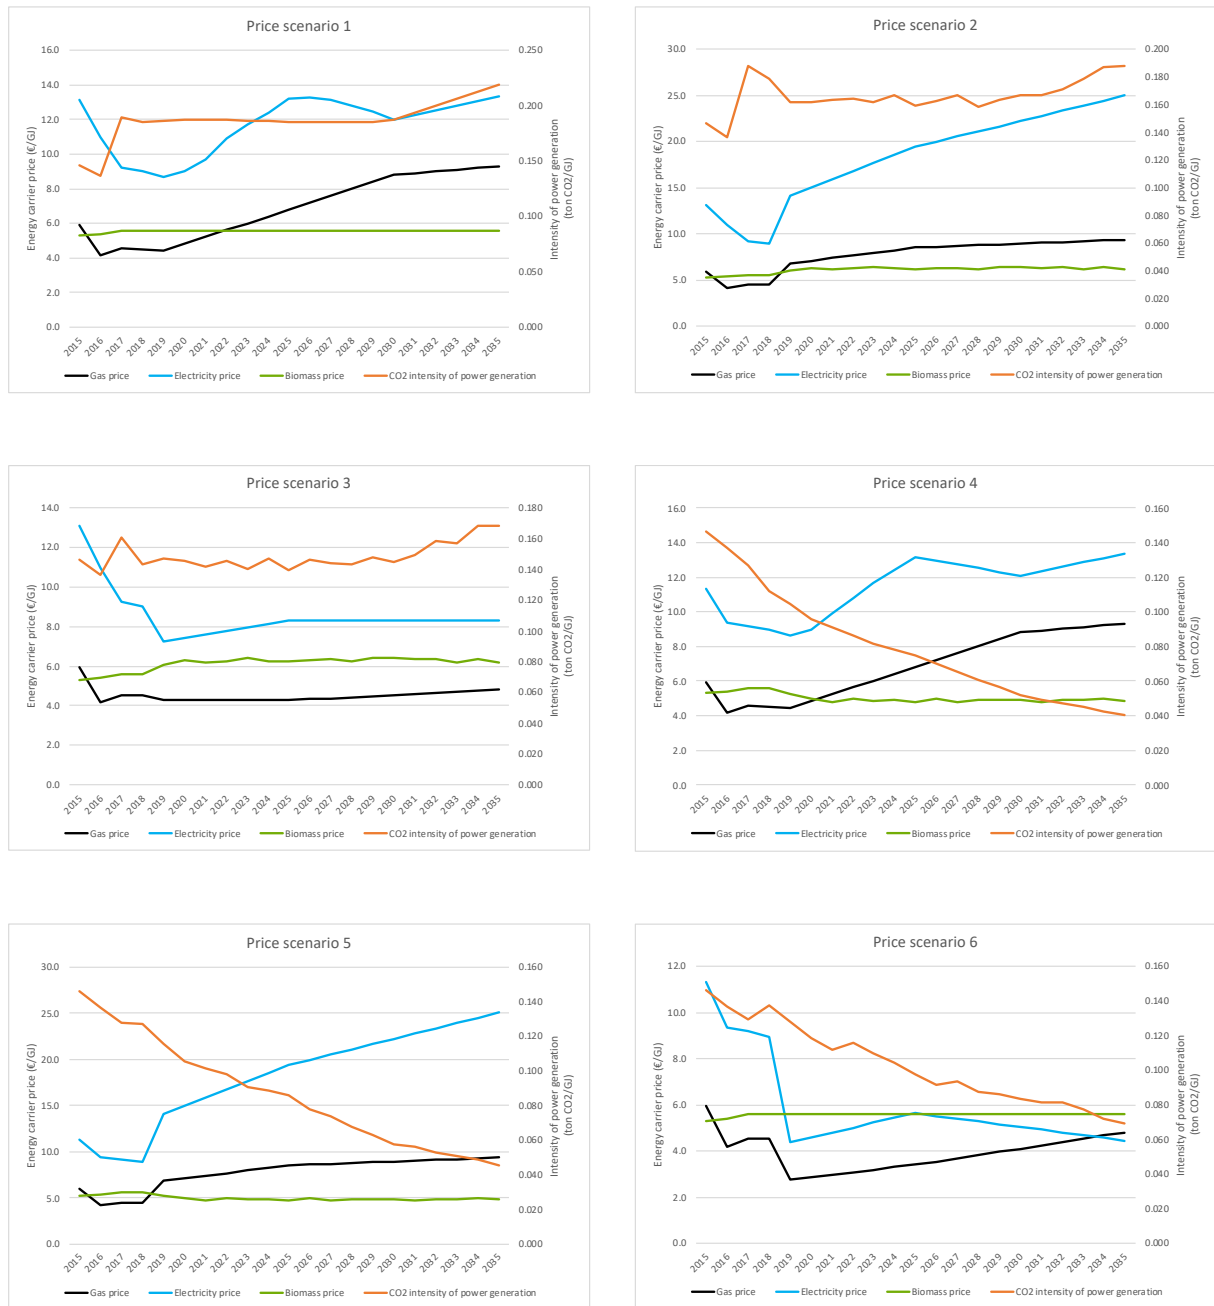 Price scenario 1
Energy carrier price (€/GJ)
16.0
14.0
12.0
10.0
8.0
6.0
4.0
2.0
0.0
0.250
0.200
0.150
0.100
0.050
0.000
Intensity of power generation
(ton CO2/GJ)
2015 2016 2017 2018 2019 2020 2021 2022 2023 2024 2025 2026 2027 2028 2029 2030 2031 2032 2033 2034 2035
Gas price Electricity price Biomass price CO2 intensity of power generation
Price scenario 2
Energy carrier price (€/GJ)
30.0
25.0
20.0
15.0
10.0
5.0
0.0
0.200
0.180
0.160
0.140
0.120
0.100
0.080
0.060
0.040
0.020
0.000
Intensity of power generation
(ton CO2/GJ)
2015 2016 2017 2018 2019 2020 2021 2022 2023 2024 2025 2026 2027 2028 2029 2030 2031 2032 2033 2034 2035
Gas price Electricity price Biomass price CO2 intensity of power generation
Price scenario 3
Energy carrier price (€/GJ)
14.0
12.0
10.0
8.0
6.0
4.0
2.0
0.0
0.180
0.160
0.140
0.120
0.100
0.080
0.060
0.040
0.020
0.000
Intensity of power generation
(ton CO2/GJ)
2015 2016 2017 2018 2019 2020 2021 2022 2023 2024 2025 2026 2027 2028 2029 2030 2031 2032 2033 2034 2035
Gas price Electricity price Biomass price CO2 intensity of power generation
Price scenario 4
Energy carrier price (€/GJ)
16.0
14.0
12.0
10.0
8.0
6.0
4.0
2.0
0.0
0.160
0.140
0.120
0.100
0.080
0.060
0.040
0.020
0.000
Intensity of power generation
(ton CO2/GJ)
2015 2016 2017 2018 2019 2020 2021 2022 2023 2024 2025 2026 2027 2028 2029 2030 2031 2032 2033 2034 2035
Gas price Electricity price Biomass price CO2 intensity of power generation
Price scenario 5
Energy carrier price (€/GJ)
30.0
25.0
20.0
15.0
10.0
5.0
0.0
0.160
0.140
0.120
0.100
0.080
0.060
0.040
0.020
0.000
Intensity of power generation
(ton CO2/GJ)
2015 2016 2017 2018 2019 2020 2021 2022 2023 2024 2025 2026 2027 2028 2029 2030 2031 2032 2033 2034 2035
Gas price Electricity price Biomass price CO2 intensity of power generation
Price scenario 6
Energy carrier price (€/GJ)
12.0
10.0
8.0
6.0
4.0
2.0
0.0
0.160
0.140
0.120
0.100
0.080
0.060
0.040
0.020
0.000
Intensity of power generation
(ton CO2/GJ)
2015 2016 2017 2018 2019 2020 2021 2022 2023 2024 2025 2026 2027 2028 2029 2030 2031 2032 2033 2034 2035
Gas price Electricity price Biomass price CO2 intensity of power generation